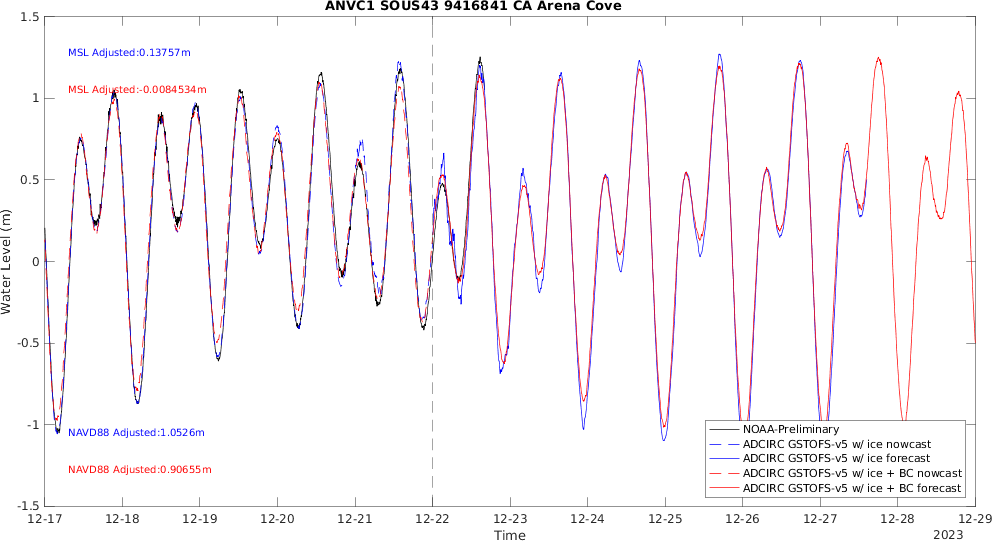 ANVC1 SOUS43 9416841 CA Arena Cove
1.5
MSL Adjusted:0.13757m
MSL Adjusted:-0.0084534m
1
0.5
Water Level (m)
0
-0.5
-1
NAVD88 Adjusted:1.0526m
NAVD88 Adjusted:0.90655m
NOAA-Preliminary
ADCIRC GSTOFS-v5 w/ ice nowcast
ADCIRC GSTOFS-v5 w/ ice forecast
ADCIRC GSTOFS-v5 w/ ice + BC nowcast
ADCIRC GSTOFS-v5 w/ ice + BC forecast
-1.5
12-17 12-18 12-19 12-20 12-21 12-22 12-23 12-24 12-25 12-26 12-27 12-28 12-29
Time
2023